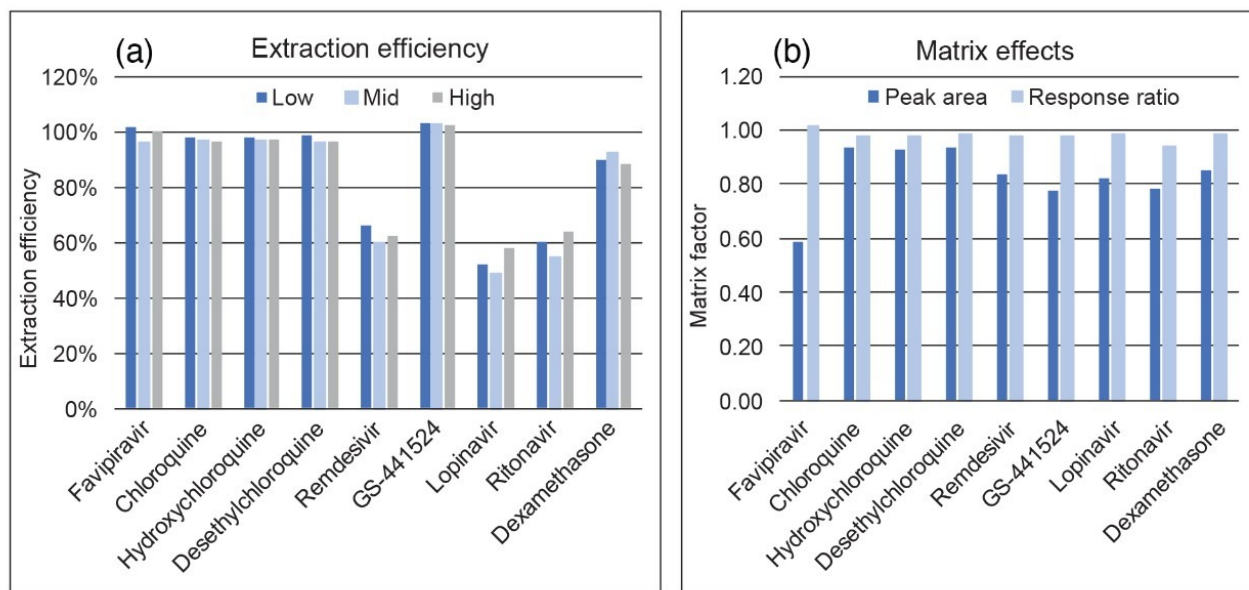 (a) Extraction efficiency
120%
Low Mid High
100%
80%
60%
40%
20%
0%
Extraction efficiency
Favipiravir
Chloroquine
Hydroxychloroquine
Desethylchloroquine
Remdesivir
GS-441524
Lopinavir
Ritonavir
Dexamethasone
(b) Matrix effects
1.20
Peak area Response ratio
1.00
0.80
0.60
0.40
0.20
0.00
Matrix factor
Favipiravir
Chloroquine
Hydroxychloroquine
Desethylchloroquine
Remdesivir
GS-441524
Lopinavir
Ritonavir
Dexamethasone